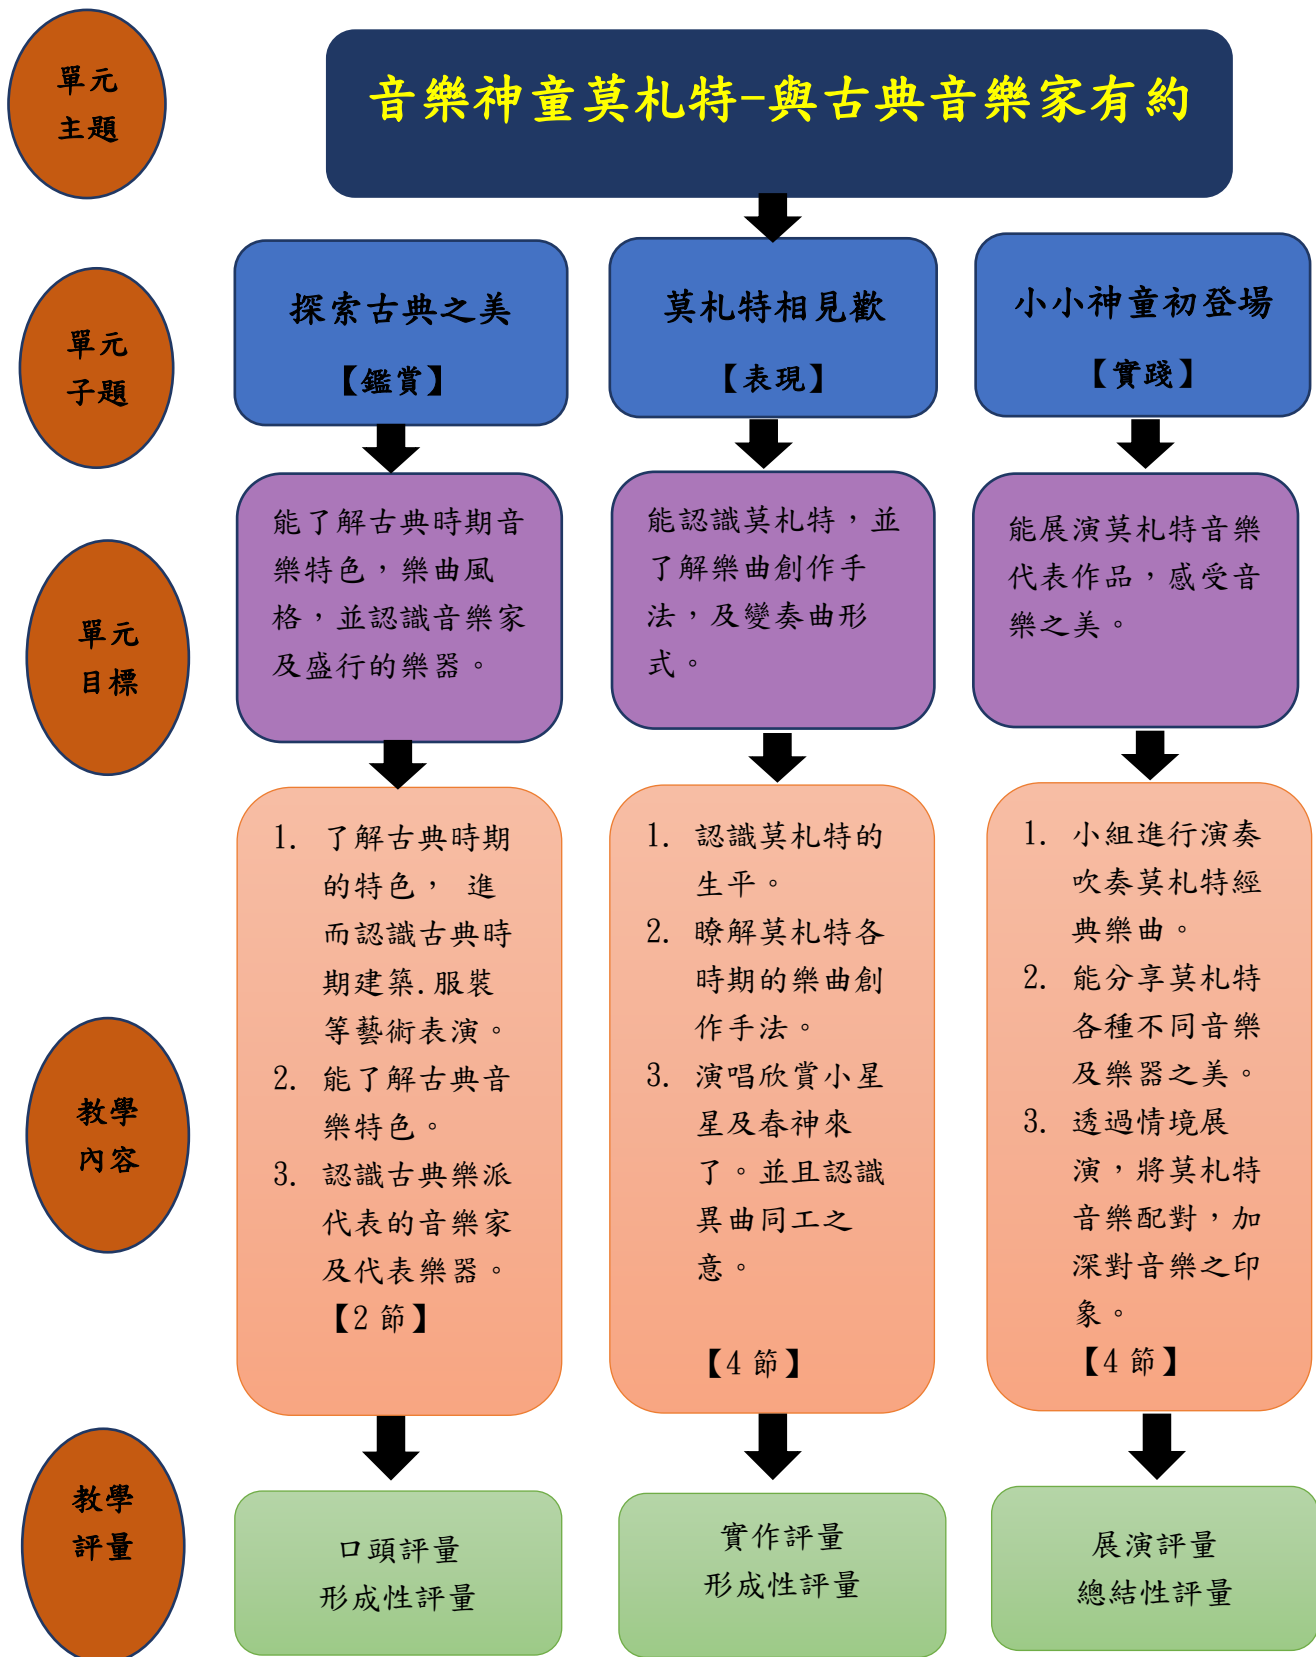 單元
主題
音樂神童莫札特-與古典音樂家有約
單元
子題
探索古典之美
【鑑賞】
莫札特相見歡
【表現】
小小神童初登場
【實踐】
單元
目標
能了解古典時期音
樂特色，樂曲風
格，並認識音樂家
及盛行的樂器。
能認識莫札特，並
了解樂曲創作手
法，及變奏曲形
式。
能展演莫札特音樂
代表作品，感受音
樂之美。
教學
內容
1. 了解古典時期
的特色， 進
而認識古典時
期建築.服裝
等藝術表演。
2. 能了解古典音
樂特色。
3. 認識古典樂派
代表的音樂家
及代表樂器。
【2 節】
1. 認識莫札特的
生平。
2. 瞭解莫札特各
時期的樂曲創
作手法。
3. 演唱欣賞小星
星及春神來
了。並且認識
異曲同工之
意。
【4 節】
1. 小組進行演奏
吹奏莫札特經
典樂曲。
2. 能分享莫札特
各種不同音樂
及樂器之美。
3. 透過情境展
演，將莫札特
音樂配對，加
深對音樂之印
象。
【4 節】
教學
評量
口頭評量
形成性評量
實作評量
形成性評量
展演評量
總結性評量